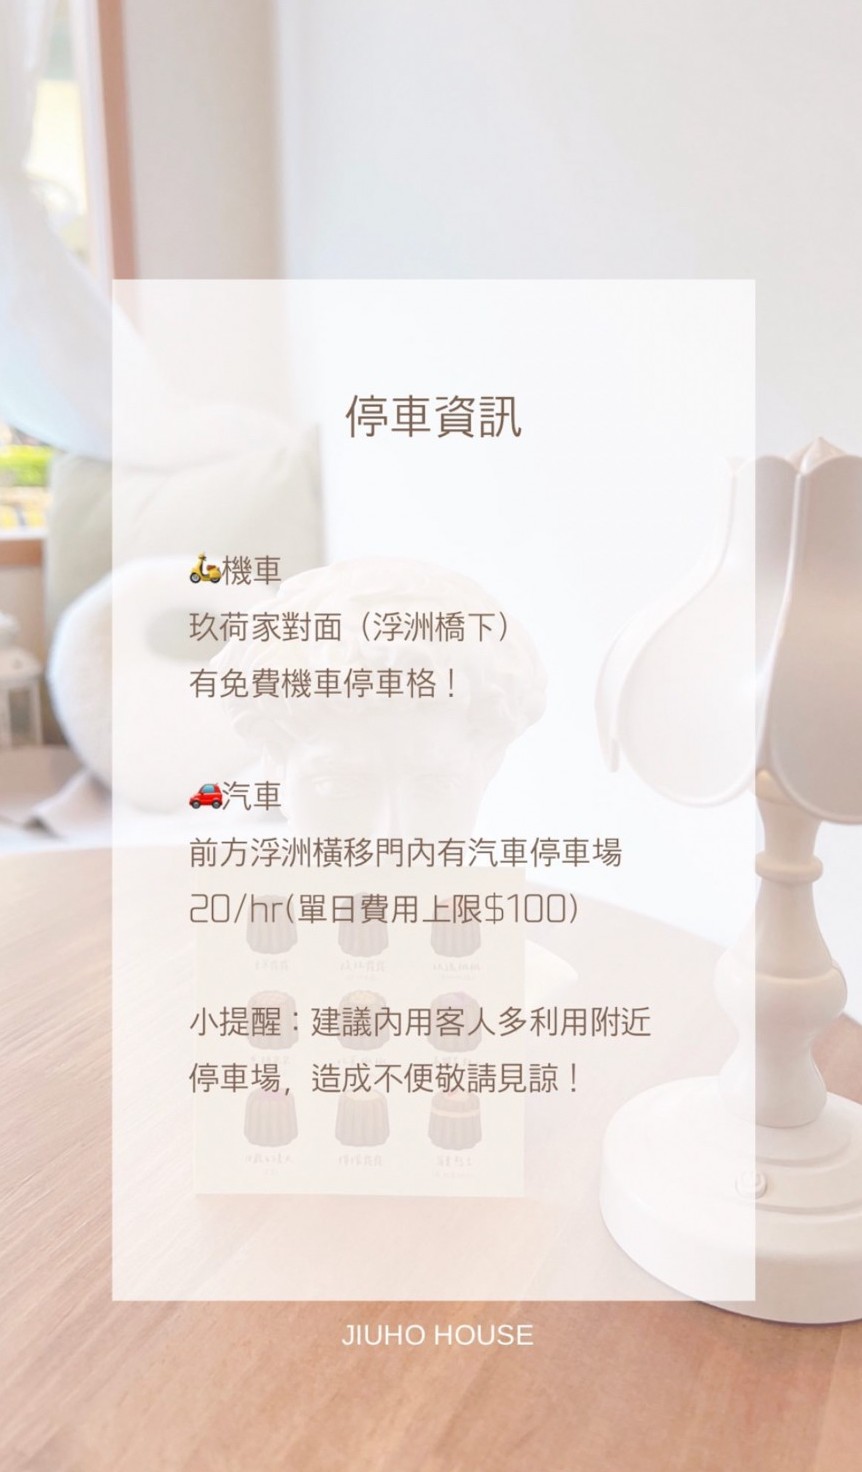 停車資訊
🛵機車
玖荷家對面（浮洲橋下）
有免費機車停車格！
🚗汽車
前方浮洲橫移門內有汽車停車場
20/hr(單日費用上限$100)
小提醒：建議內用客人多利用附近
停車場，造成不便敬請見諒！
JIUHO HOUSE